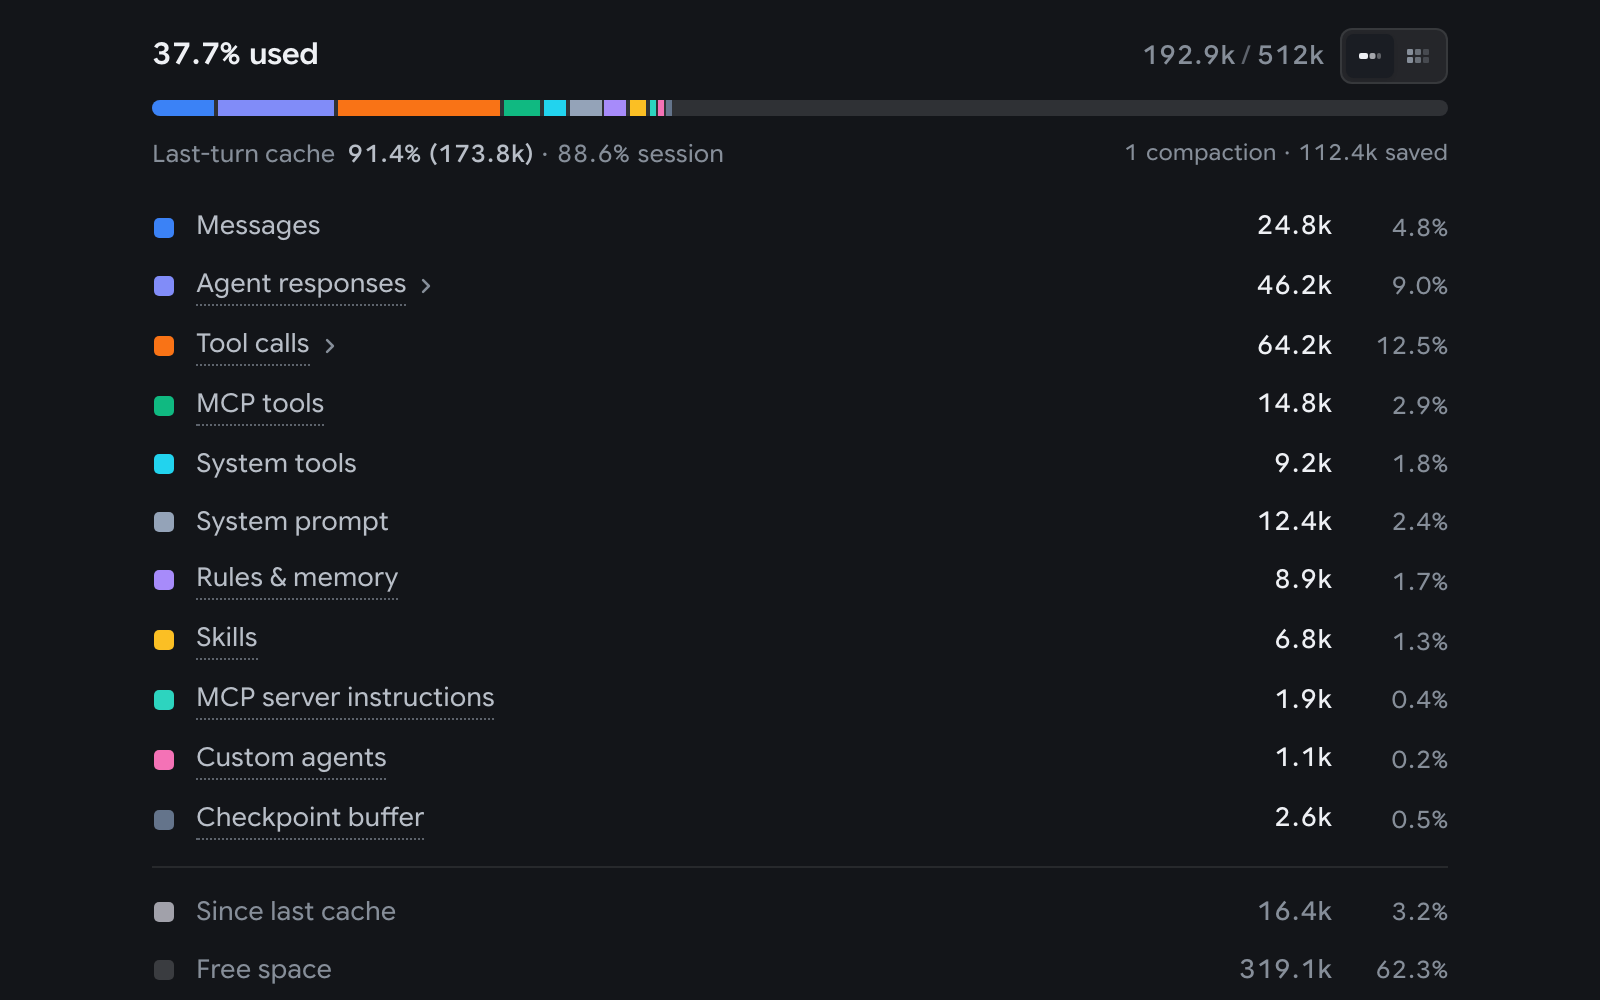 37.7% used
192.9k / 512k
Last-turn cache 91.4% (173.8k) · 88.6% session
1 compaction · 112.4k saved
Messages 24.8k 4.8%
Agent responses 46.2k 9.0%
Tool calls 64.2k 12.5%
MCP tools 14.8k 2.9%
System tools 9.2k 1.8%
System prompt 12.4k 2.4%
Rules & memory 8.9k 1.7%
Skills 6.8k 1.3%
MCP server instructions 1.9k 0.4%
Custom agents 1.1k 0.2%
Checkpoint buffer 2.6k 0.5%
Since last cache 16.4k 3.2%
Free space 319.1k 62.3%